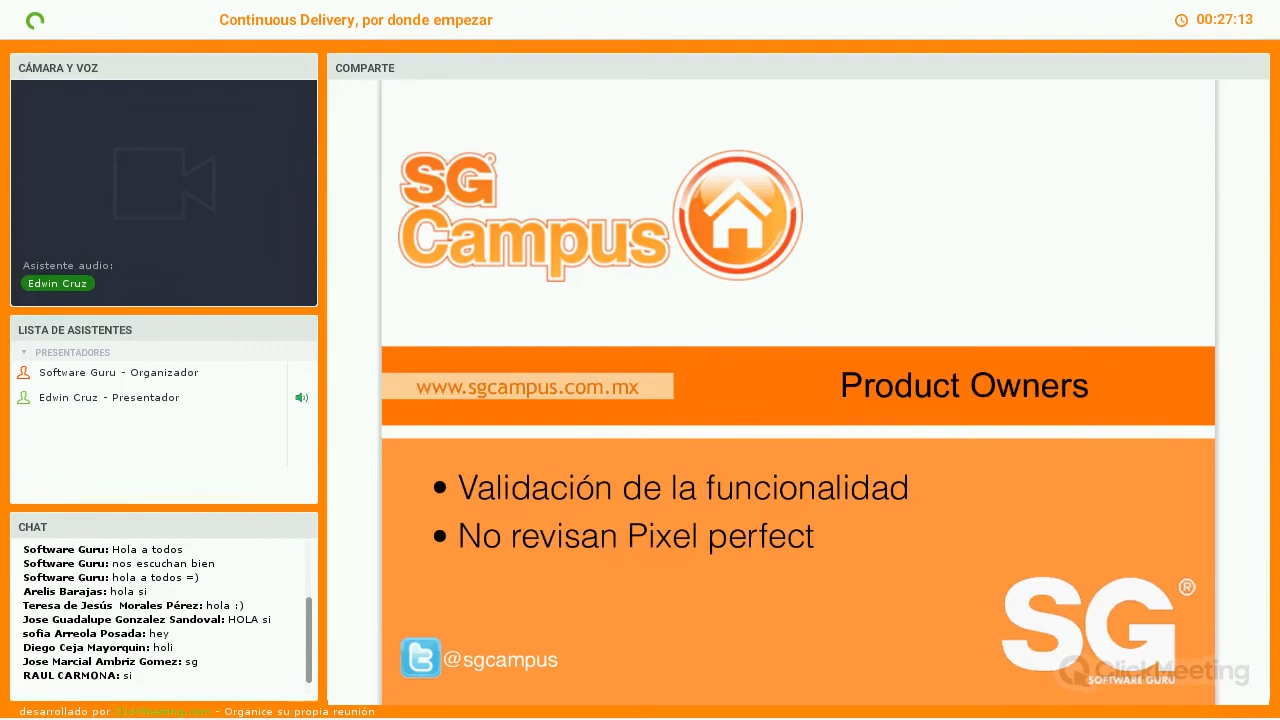 Continuous Delivery, por donde empezar
00:27:13
CÁMARA Y VOZ
Asistente audio:
Edwin Cruz
LISTA DE ASISTENTES
PRESENTADORES
Software Guru - Organizador
Edwin Cruz - Presentador
CHAT
Software Guru: Hola a todos
Software Guru: nos escuchan bien
Software Guru: hola a todos =)
Arelis Barajas: hola si
Teresa de Jesús Morales Pérez: hola :)
Jose Guadalupe Gonzalez Sandoval: HOLA si
sofia Arreola Posada: hey
Diego Ceja Mayorquin: holi
Jose Marcial Ambriz Gomez: sg
RAUL CARMONA: si
desarrollado por ClickMeeting.com - Organice su propia reunión
COMPARTE
SG
Campus
www.sgcampus.com.mx
Product Owners
• Validación de la funcionalidad
• No revisan Pixel perfect
@sgcampus
SG®
SOFTWARE GURU
ClickMeeting